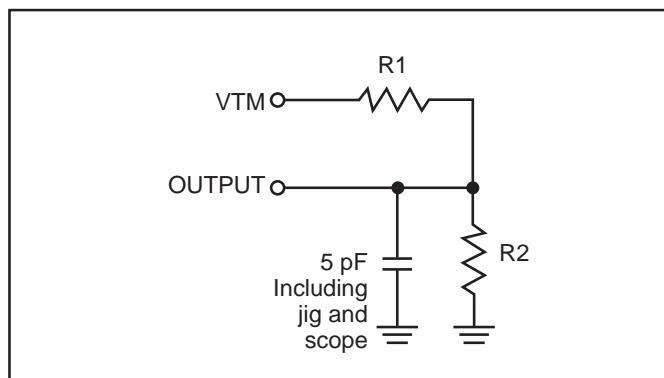 R1
VTM
OUTPUT
R2
5 pF
Including
jig and
scope